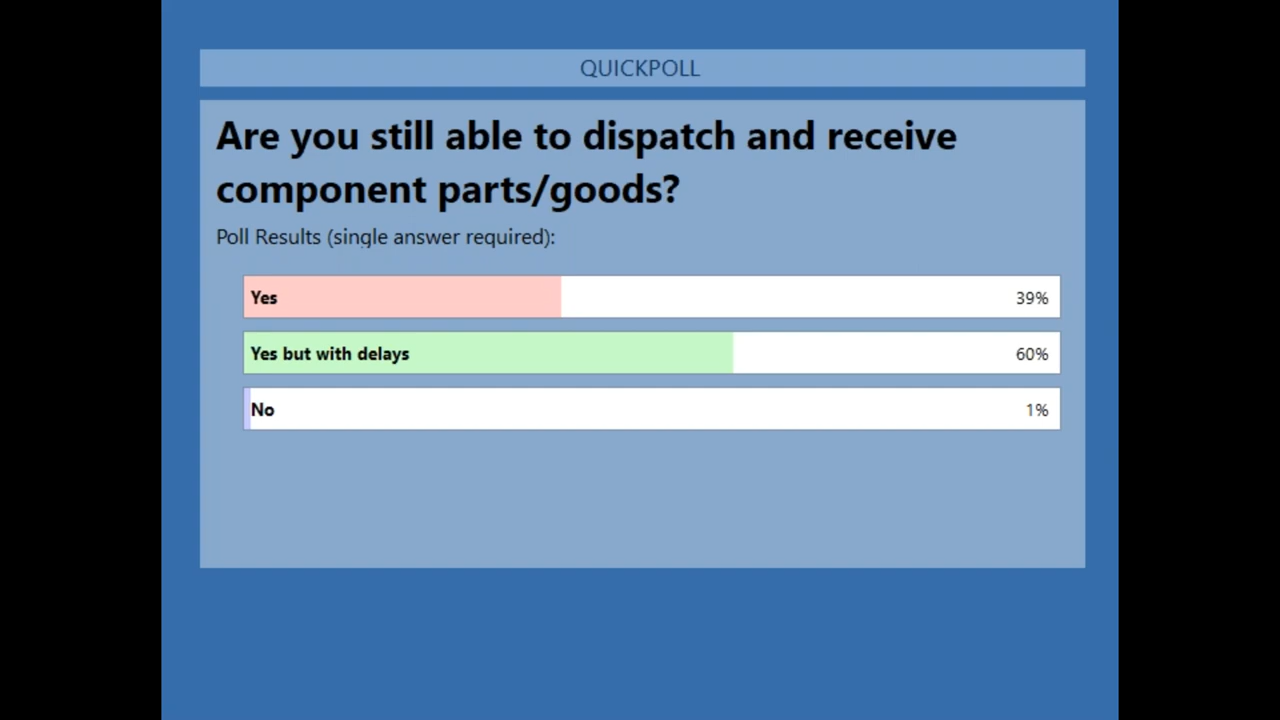 QUICKPOLL
Are you still able to dispatch and receive
component parts/goods?
Poll Results (single answer required):
Yes 39%
Yes but with delays 60%
No 1%